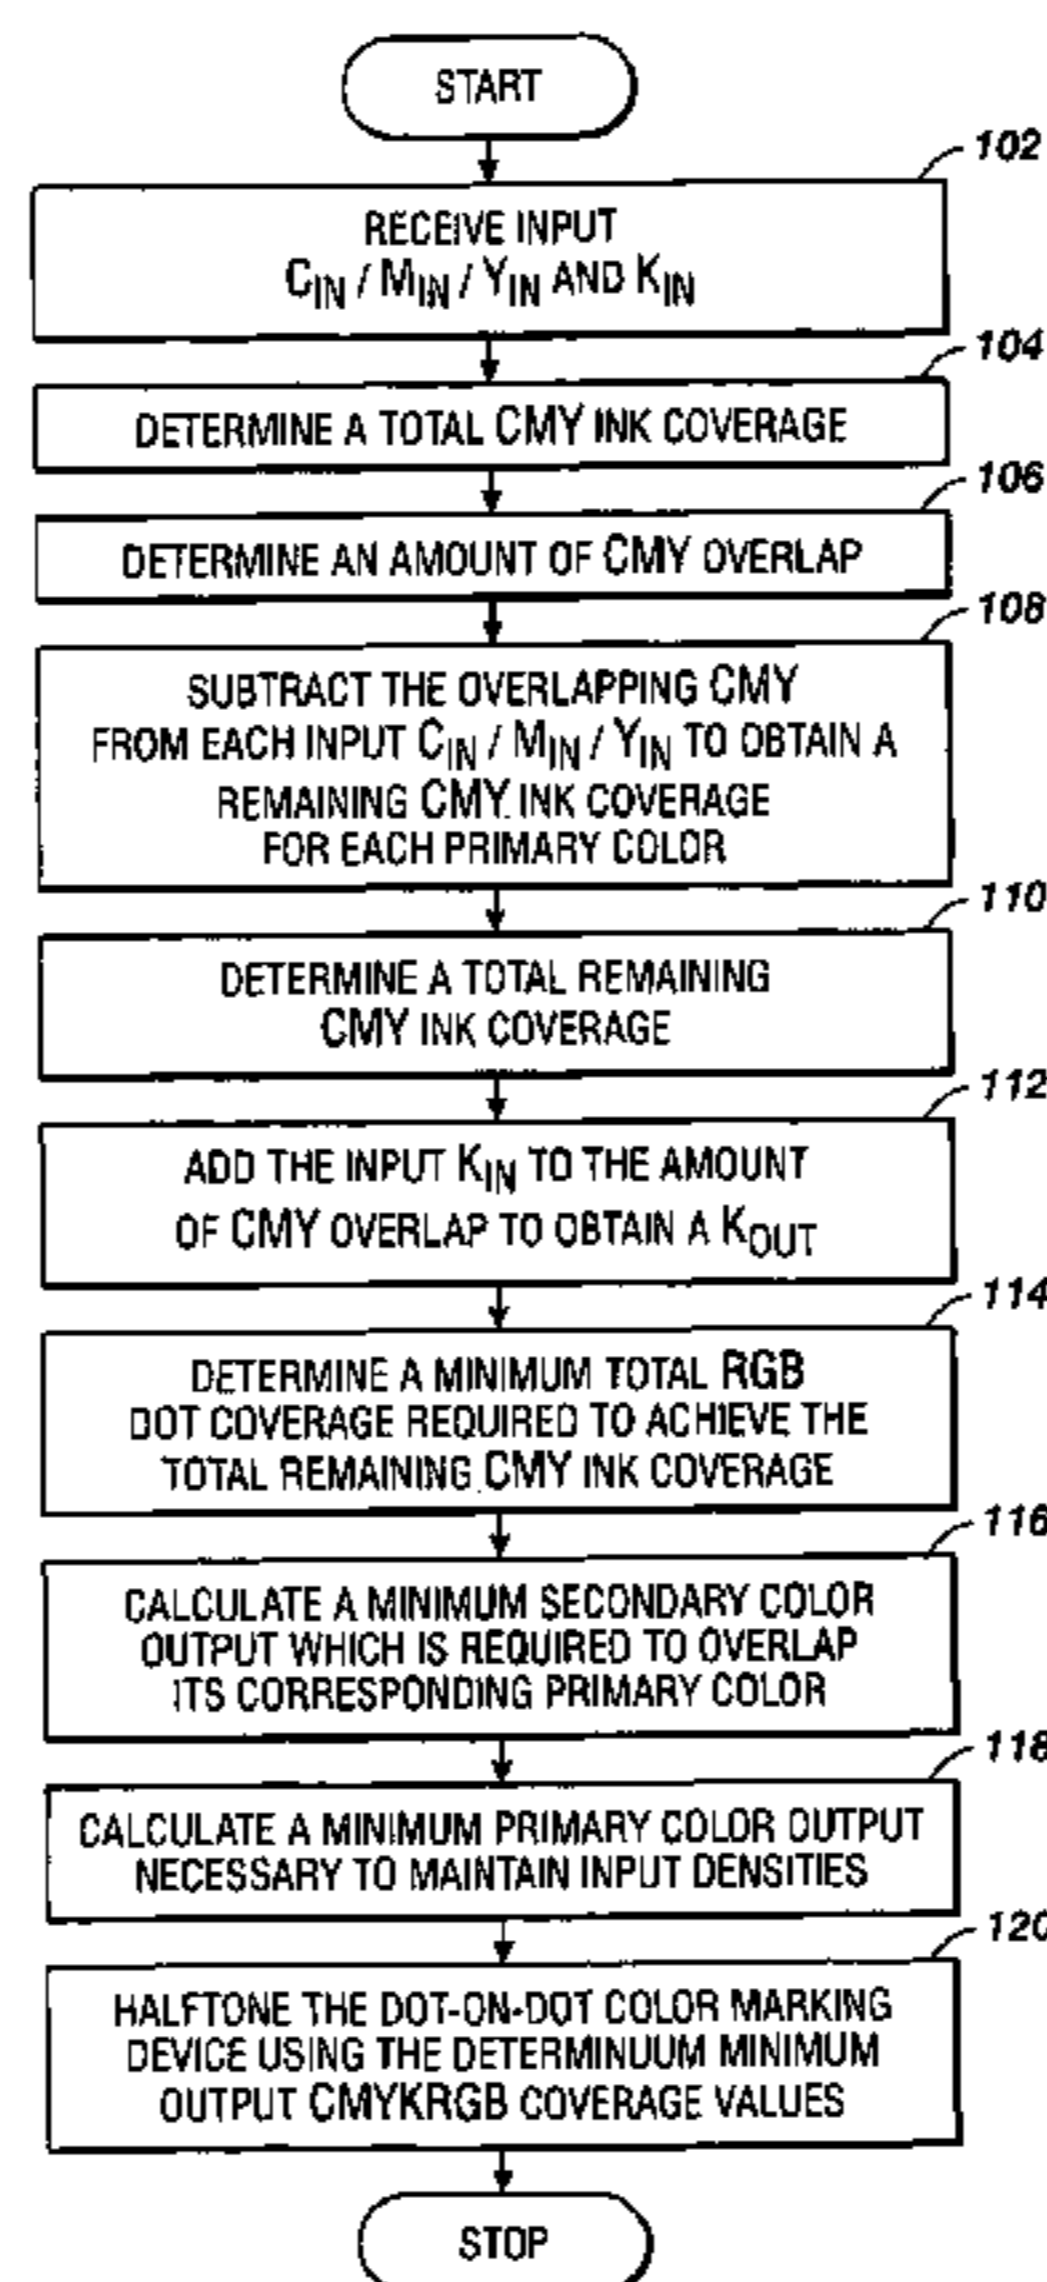 START
102
RECEIVE INPUT
CIN / MIN / YIN AND KIN
104
DETERMINE A TOTAL CMY INK COVERAGE
106
DETERMINE AN AMOUNT OF CMY OVERLAP
108
SUBTRACT THE OVERLAPPING CMY
FROM EACH INPUT CIN / MIN / YIN TO OBTAIN A
REMAINING CMY INK COVERAGE
FOR EACH PRIMARY COLOR
110
DETERMINE A TOTAL REMAINING
CMY INK COVERAGE
112
ADD THE INPUT KIN TO THE AMOUNT
OF CMY OVERLAP TO OBTAIN A KOUT
114
DETERMINE A MINIMUM TOTAL RGB
DOT COVERAGE REQUIRED TO ACHIEVE THE
TOTAL REMAINING CMY INK COVERAGE
116
CALCULATE A MINIMUM SECONDARY COLOR
OUTPUT WHICH IS REQUIRED TO OVERLAP
ITS CORRESPONDING PRIMARY COLOR
118
CALCULATE A MINIMUM PRIMARY COLOR OUTPUT
NECESSARY TO MAINTAIN INPUT DENSITIES
120
HALFTONE THE DOT-ON-DOT COLOR MARKING
DEVICE USING THE DETERMINUUM MINIMUM
OUTPUT CMYKRGB COVERAGE VALUES
STOP